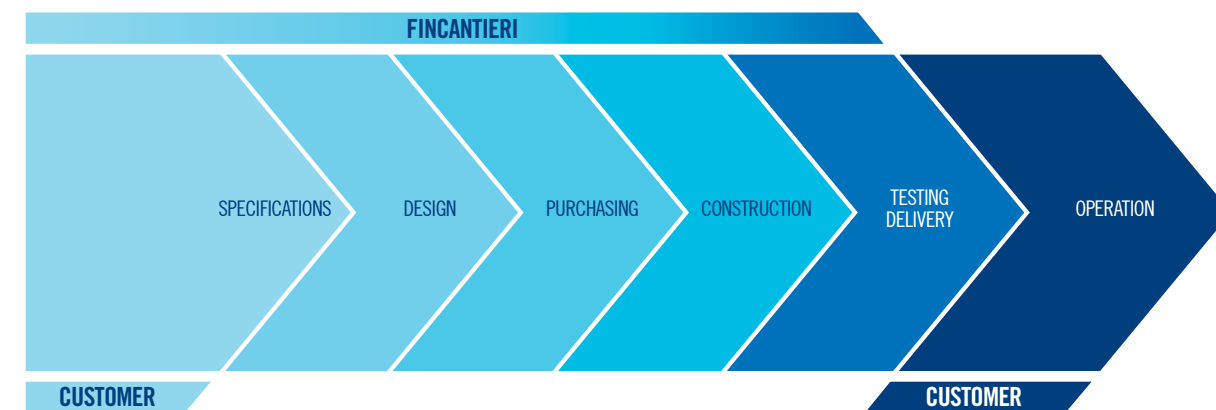 FINCANTIERI
SPECIFICATIONS
DESIGN
PURCHASING
CONSTRUCTION
TESTING
DELIVERY
OPERATION
CUSTOMER
CUSTOMER